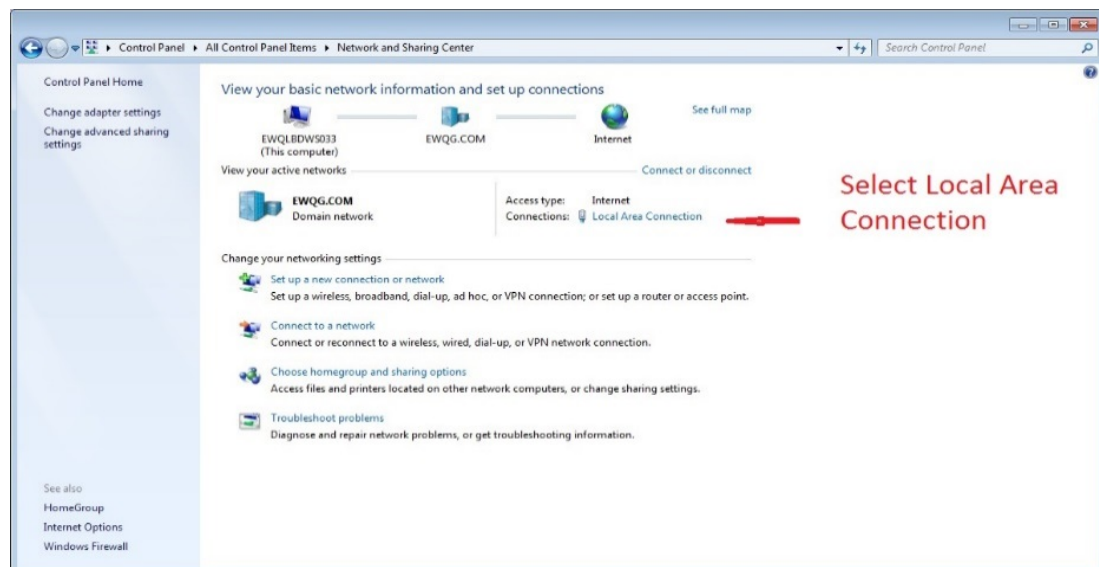 Control Panel ▸ All Control Panel Items ▸ Network and Sharing Center
Search Control Panel
Control Panel Home
Change adapter settings
Change advanced sharing
settings
View your basic network information and set up connections
See full map
EWQLBDWS033
(This computer)
EWQG.COM
Internet
View your active networks
Connect or disconnect
EWQG.COM
Domain network
Access type: Internet
Connections: Local Area Connection
Select Local Area
Connection
Change your networking settings
Set up a new connection or network
Set up a wireless, broadband, dial-up, ad hoc, or VPN connection; or set up a router or access point.
Connect to a network
Connect or reconnect to a wireless, wired, dial-up, or VPN network connection.
Choose homegroup and sharing options
Access files and printers located on other network computers, or change sharing settings.
Troubleshoot problems
Diagnose and repair network problems, or get troubleshooting information.
See also
HomeGroup
Internet Options
Windows Firewall